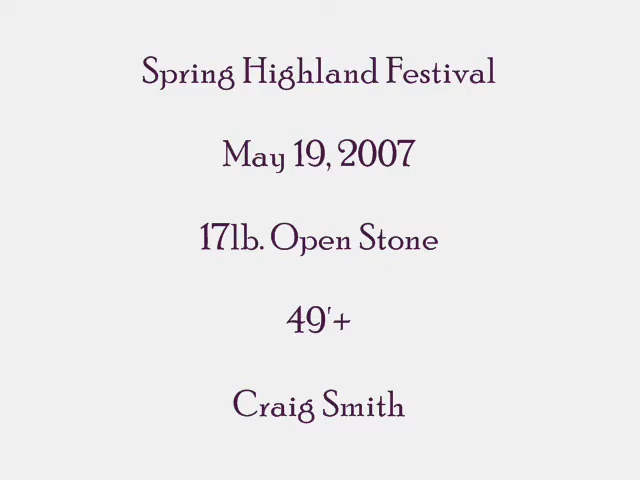 Spring Highland Festival
May 19, 2007
17lb. Open Stone
49'+
Craig Smith